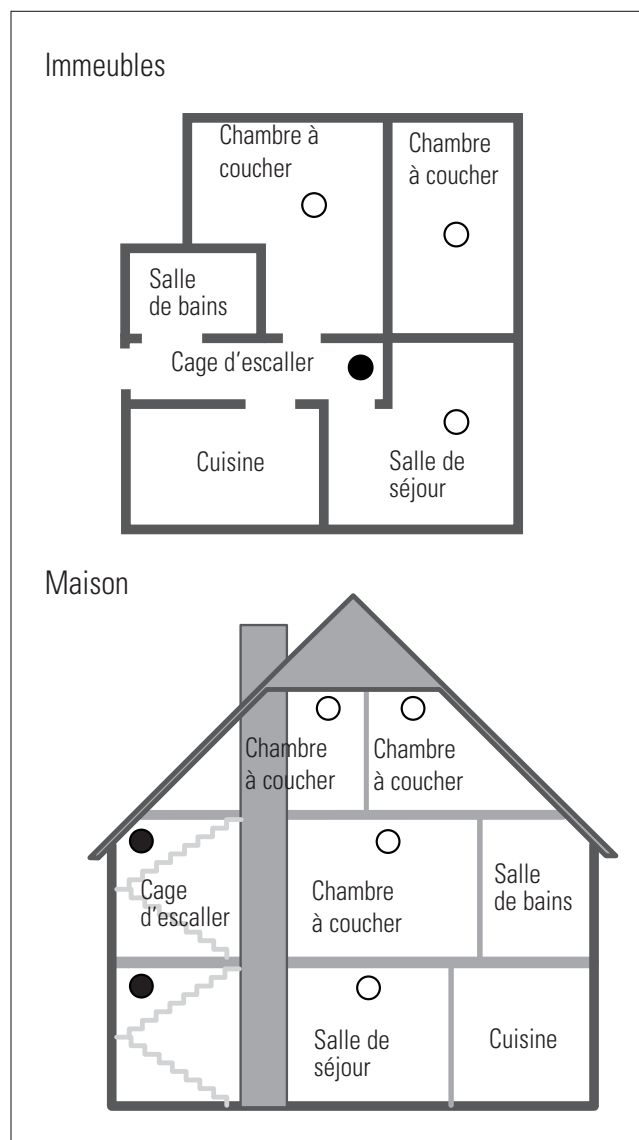 Immeubles
Chambre à
coucher
Chambre
à coucher
Salle
de bains
Cage d'escaller
Cuisine
Salle de
séjour
Maison
Chambre
à coucher
Chambre
à coucher
Cage
d'escaller
Chambre
à coucher
Salle
de bains
Salle de
séjour
Cuisine